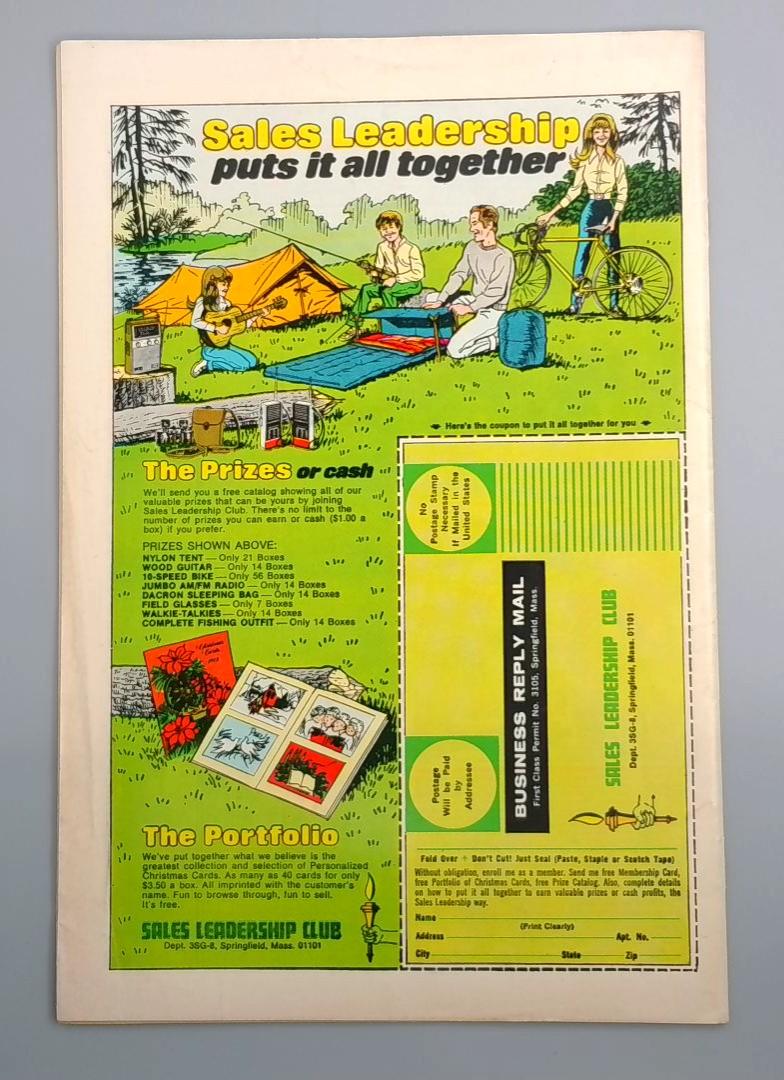 Sales Leadership
puts it all together
Here's the coupon to put it all together for you
The Prizes or cash
We'll send you a free catalog showing all of our
valuable prizes that can be yours by joining
Sales Leadership Club. There's no limit to the
number of prizes you can earn or cash ($1.00 a
box) if you prefer.
PRIZES SHOWN ABOVE:
NYLON TENT — Only 21 Boxes
WOOD GUITAR — Only 14 Boxes
10-SPEED BIKE — Only 56 Boxes
JUMBO AM/FM RADIO — Only 14 Boxes
DACRON SLEEPING BAG — Only 14 Boxes
FIELD GLASSES — Only 7 Boxes
WALKIE-TALKIES — Only 14 Boxes
COMPLETE FISHING OUTFIT — Only 14 Boxes
Christmas
Cards
The Portfolio
We've put together what we believe is the
greatest collection and selection of Personalized
Christmas Cards. As many as 40 cards for only
$3.50 a box. All imprinted with the customer's
name. Fun to browse through, fun to sell.
It's free.
SALES LEADERSHIP CLUB
Dept. 3SG-8, Springfield, Mass. 01101
No
Postage Stamp
Necessary
If Mailed in the
United States
Postage
Will be Paid
by
Addressee
BUSINESS REPLY MAIL
First Class Permit No. 3105, Springfield, Mass.
SALES LEADERSHIP CLUB
Dept. 3SG-8, Springfield, Mass. 01101
Fold Over + Don't Cut! Just Seal (Paste, Staple or Scotch Tape)
Without obligation, enroll me as a member. Send me free Membership Card,
free Portfolio of Christmas Cards, free Prize Catalog. Also, complete details
on how to put it all together to earn valuable prizes or cash profits, the
Sales Leadership way.
Name
(Print Clearly)
Address Apt. No.
City State Zip